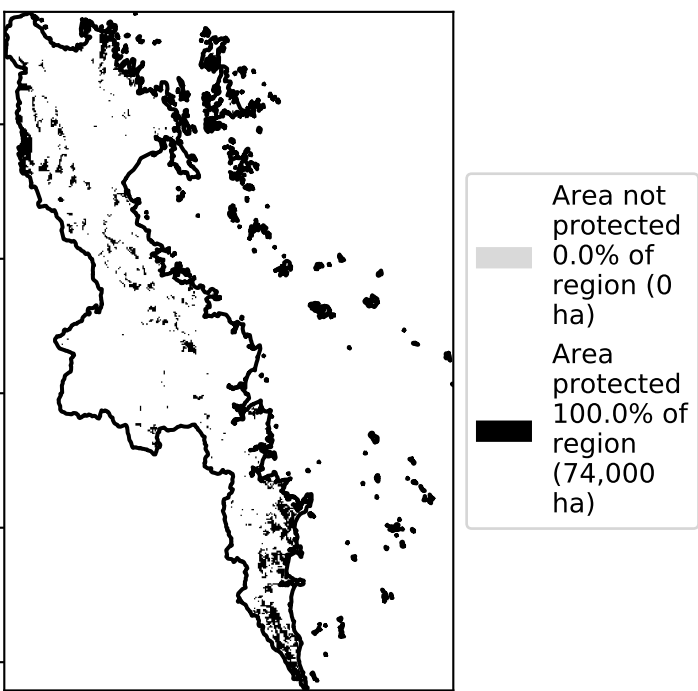 Area not
protected
0.0% of
region (0
ha)
Area
protected
100.0% of
region
(74,000
ha)